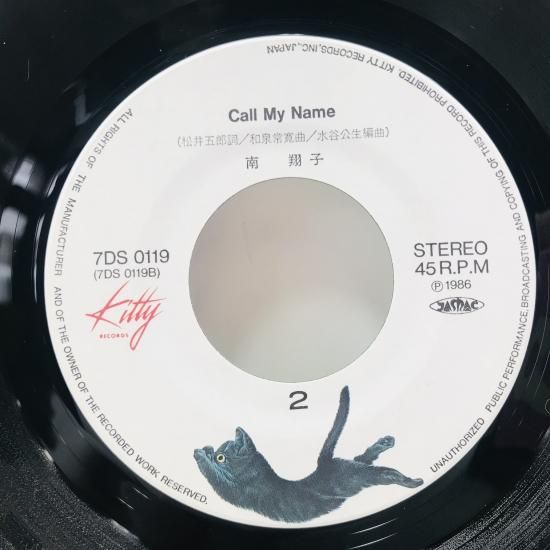 Call My Name
(松井五郎詞/和泉常寛曲/水谷公生編曲)
南 翔子
7DS 0119
(7DS 0119B)
Kitty
RECORDS
STEREO
45 R.P.M
Ⓟ1986
JASRAC
2
ALL RIGHTS OF THE MANUFACTURER AND OF THE OWNER OF THE RECORDED WORK RESERVED.
UNAUTHORIZED PUBLIC PERFORMANCE, BROADCASTING AND COPYING OF THIS RECORD PROHIBITED. KITTY RECORDS, INC., JAPAN